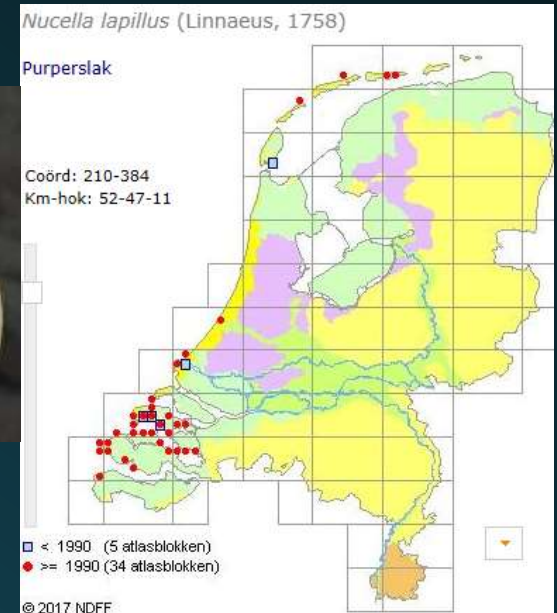 Nucella lapillus (Linnaeus, 1758)
Purperslak
Coörd: 210-384
Km-hok: 52-47-11
< 1990 (5 atlasblokken)
>= 1990 (34 atlasblokken)
© 2017 NDFF